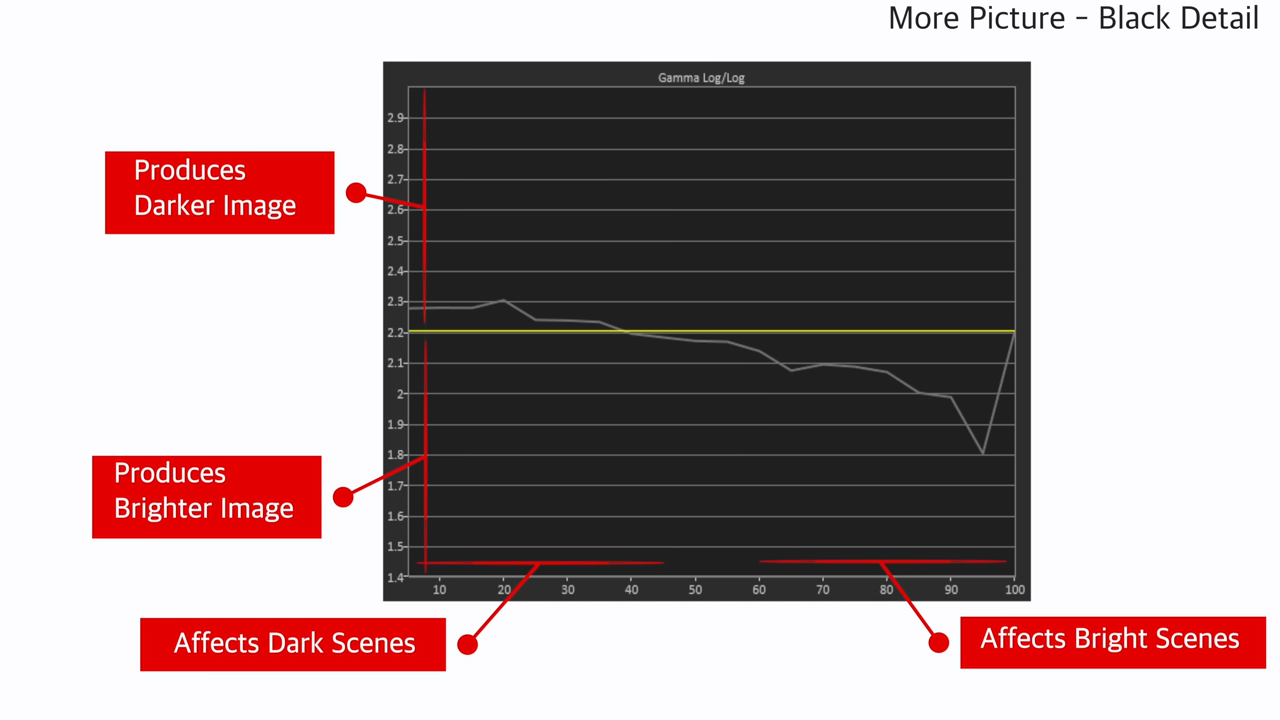 More Picture - Black Detail
Gamma Log/Log
Produces
Darker Image
2.9
2.8
2.7
2.6
2.5
2.4
2.3
2.2
2.1
2
1.9
1.8
1.7
1.6
1.5
1.4
Produces
Brighter Image
10 20 30 40 50 60 70 80 90 100
Affects Dark Scenes
Affects Bright Scenes